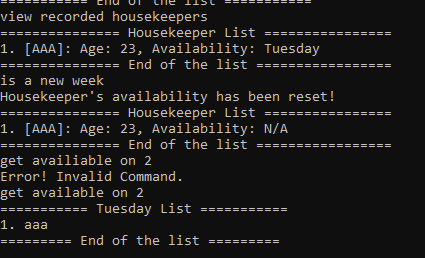 =========== End of the list ===========
view recorded housekeepers
=============== Housekeeper List ================
1. [AAA]: Age: 23, Availability: Tuesday
============== End of the list =================
is a new week
Housekeeper's availability has been reset!
=============== Housekeeper List ================
1. [AAA]: Age: 23, Availability: N/A
============== End of the list =================
get availiable on 2
Error! Invalid Command.
get available on 2
=========== Tuesday List ===========
1. aaa
========= End of the list =========